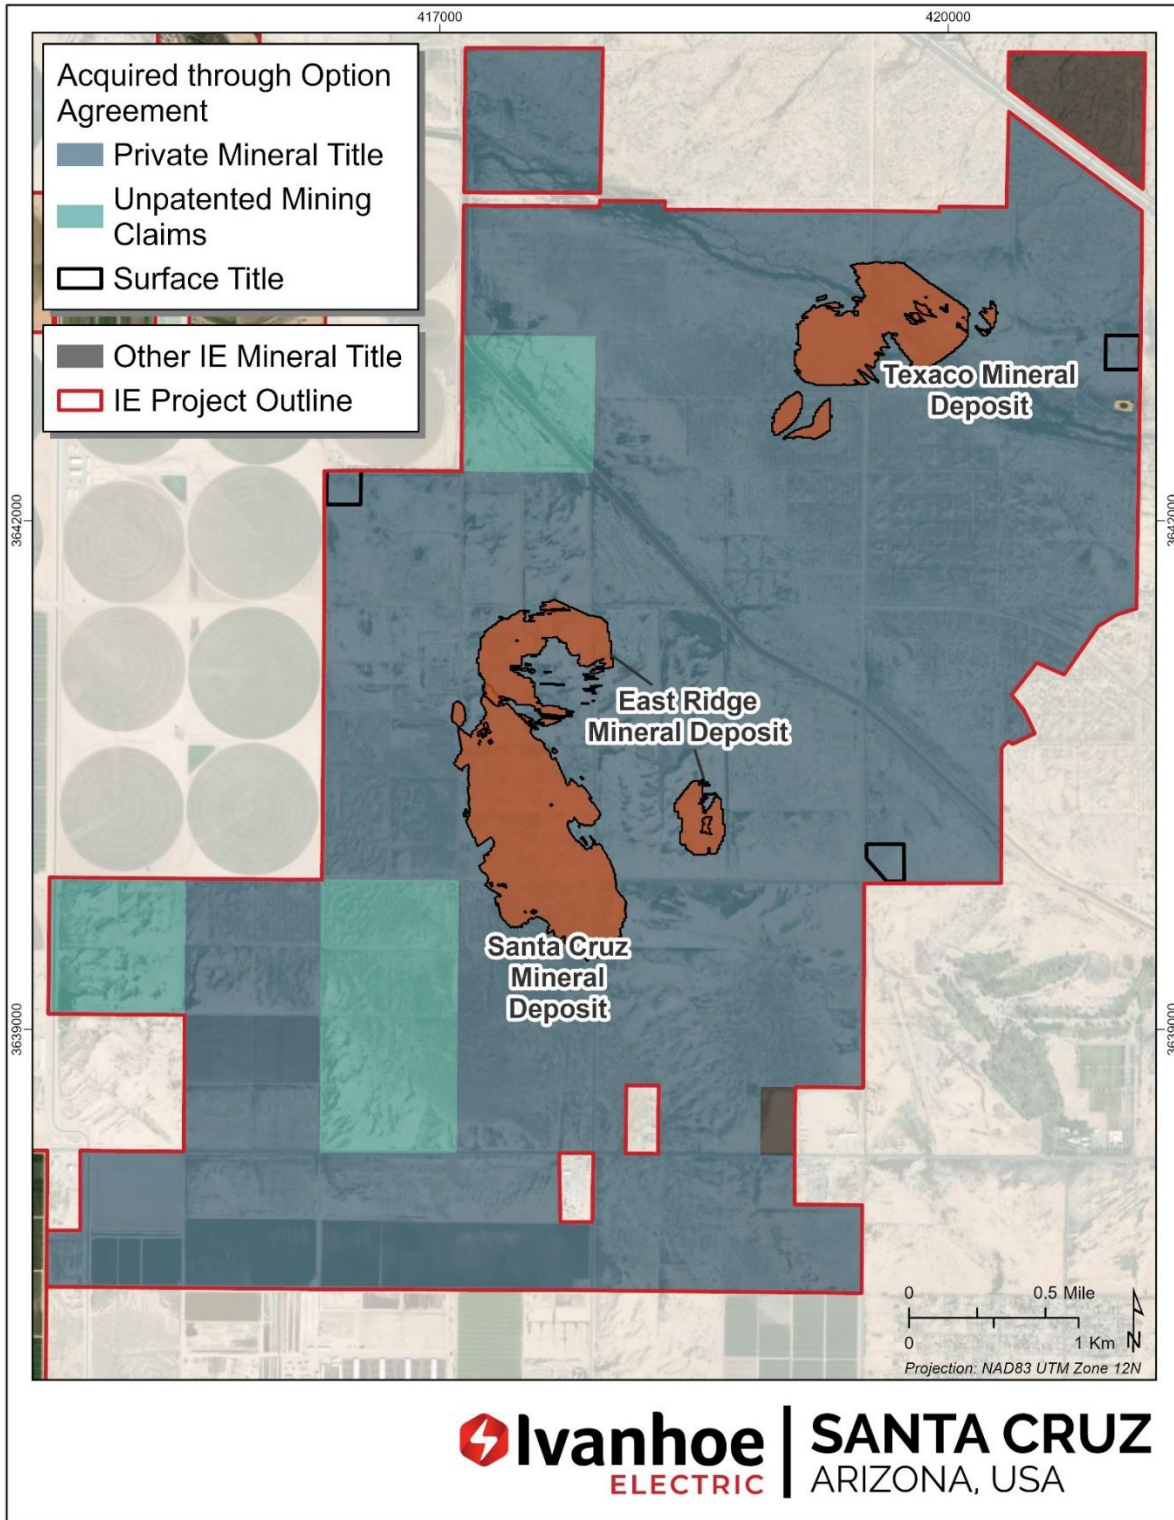 417000
420000
Acquired through Option
Agreement
Private Mineral Title
Unpatented Mining
Claims
Surface Title
Other IE Mineral Title
IE Project Outline
Texaco Mineral
Deposit
3642000
3642000
East Ridge
Mineral Deposit
Santa Cruz
Mineral
Deposit
3639000
3639000
0 0.5 Mile
0 1 Km
N
Projection: NAD83 UTM Zone 12N
Ivanhoe
ELECTRIC
SANTA CRUZ
ARIZONA, USA